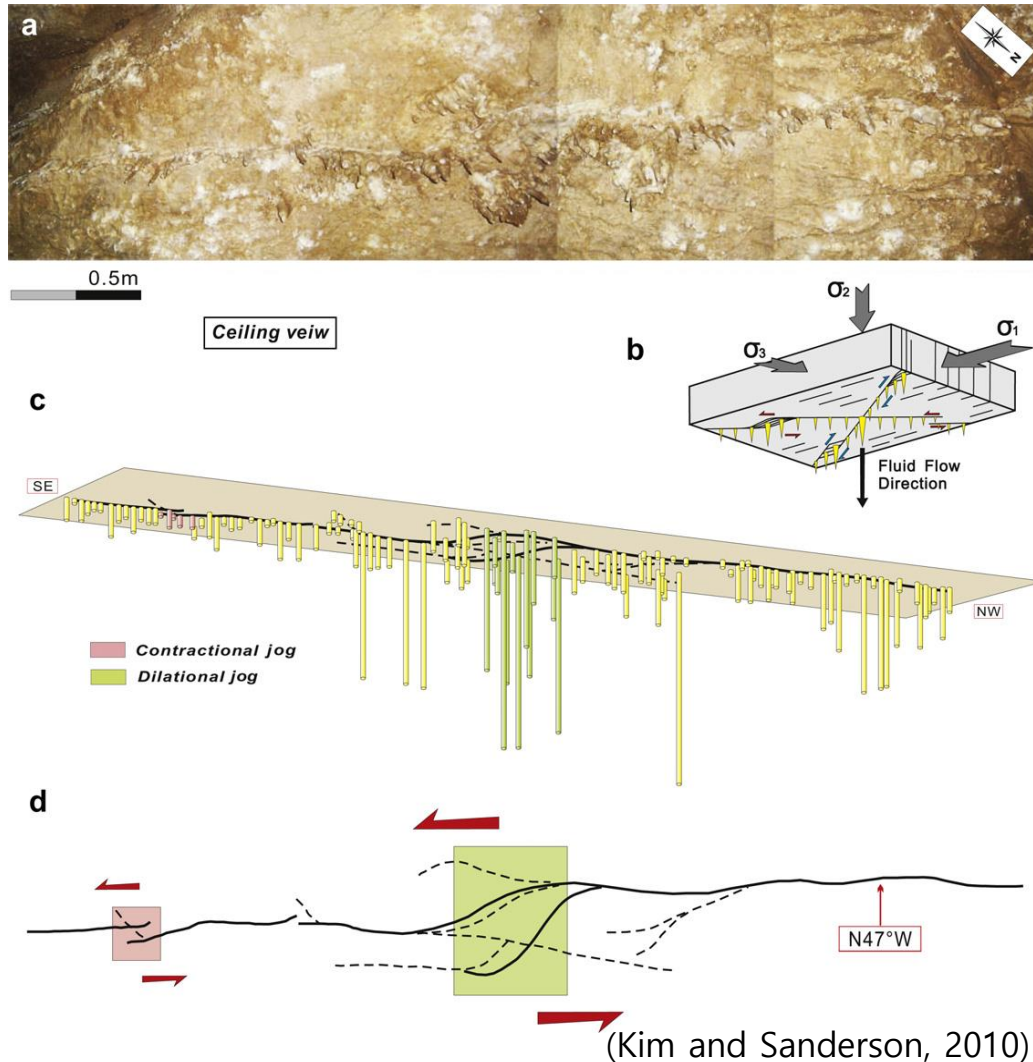 a
N
0.5m
Ceiling veiw
b
σ2
σ1
σ3
Fluid Flow
Direction
c
SE
NW
Contractional jog
Dilational jog
d
N47°W
(Kim and Sanderson, 2010)